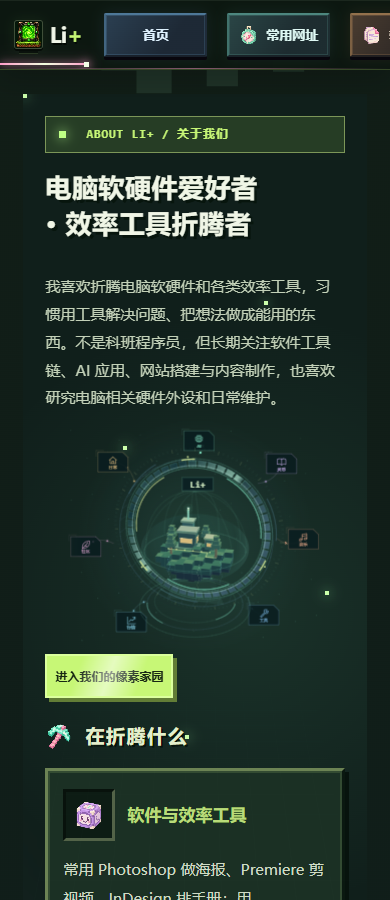 Li+
首页
常用网址
ABOUT LI+ / 关于我们
电脑软硬件爱好者
· 效率工具折腾者
我喜欢折腾电脑软硬件和各类效率工具，习
惯用工具解决问题、把想法做成能用的东
西。不是科班程序员，但长期关注软件工具
链、AI 应用、网站搭建与内容制作，也喜欢
研究电脑相关硬件外设和日常维护。
Li+
进入我们的像素家园
在折腾什么
软件与效率工具
常用 Photoshop 做海报、Premiere 剪
视频、InDesign 排手册；用